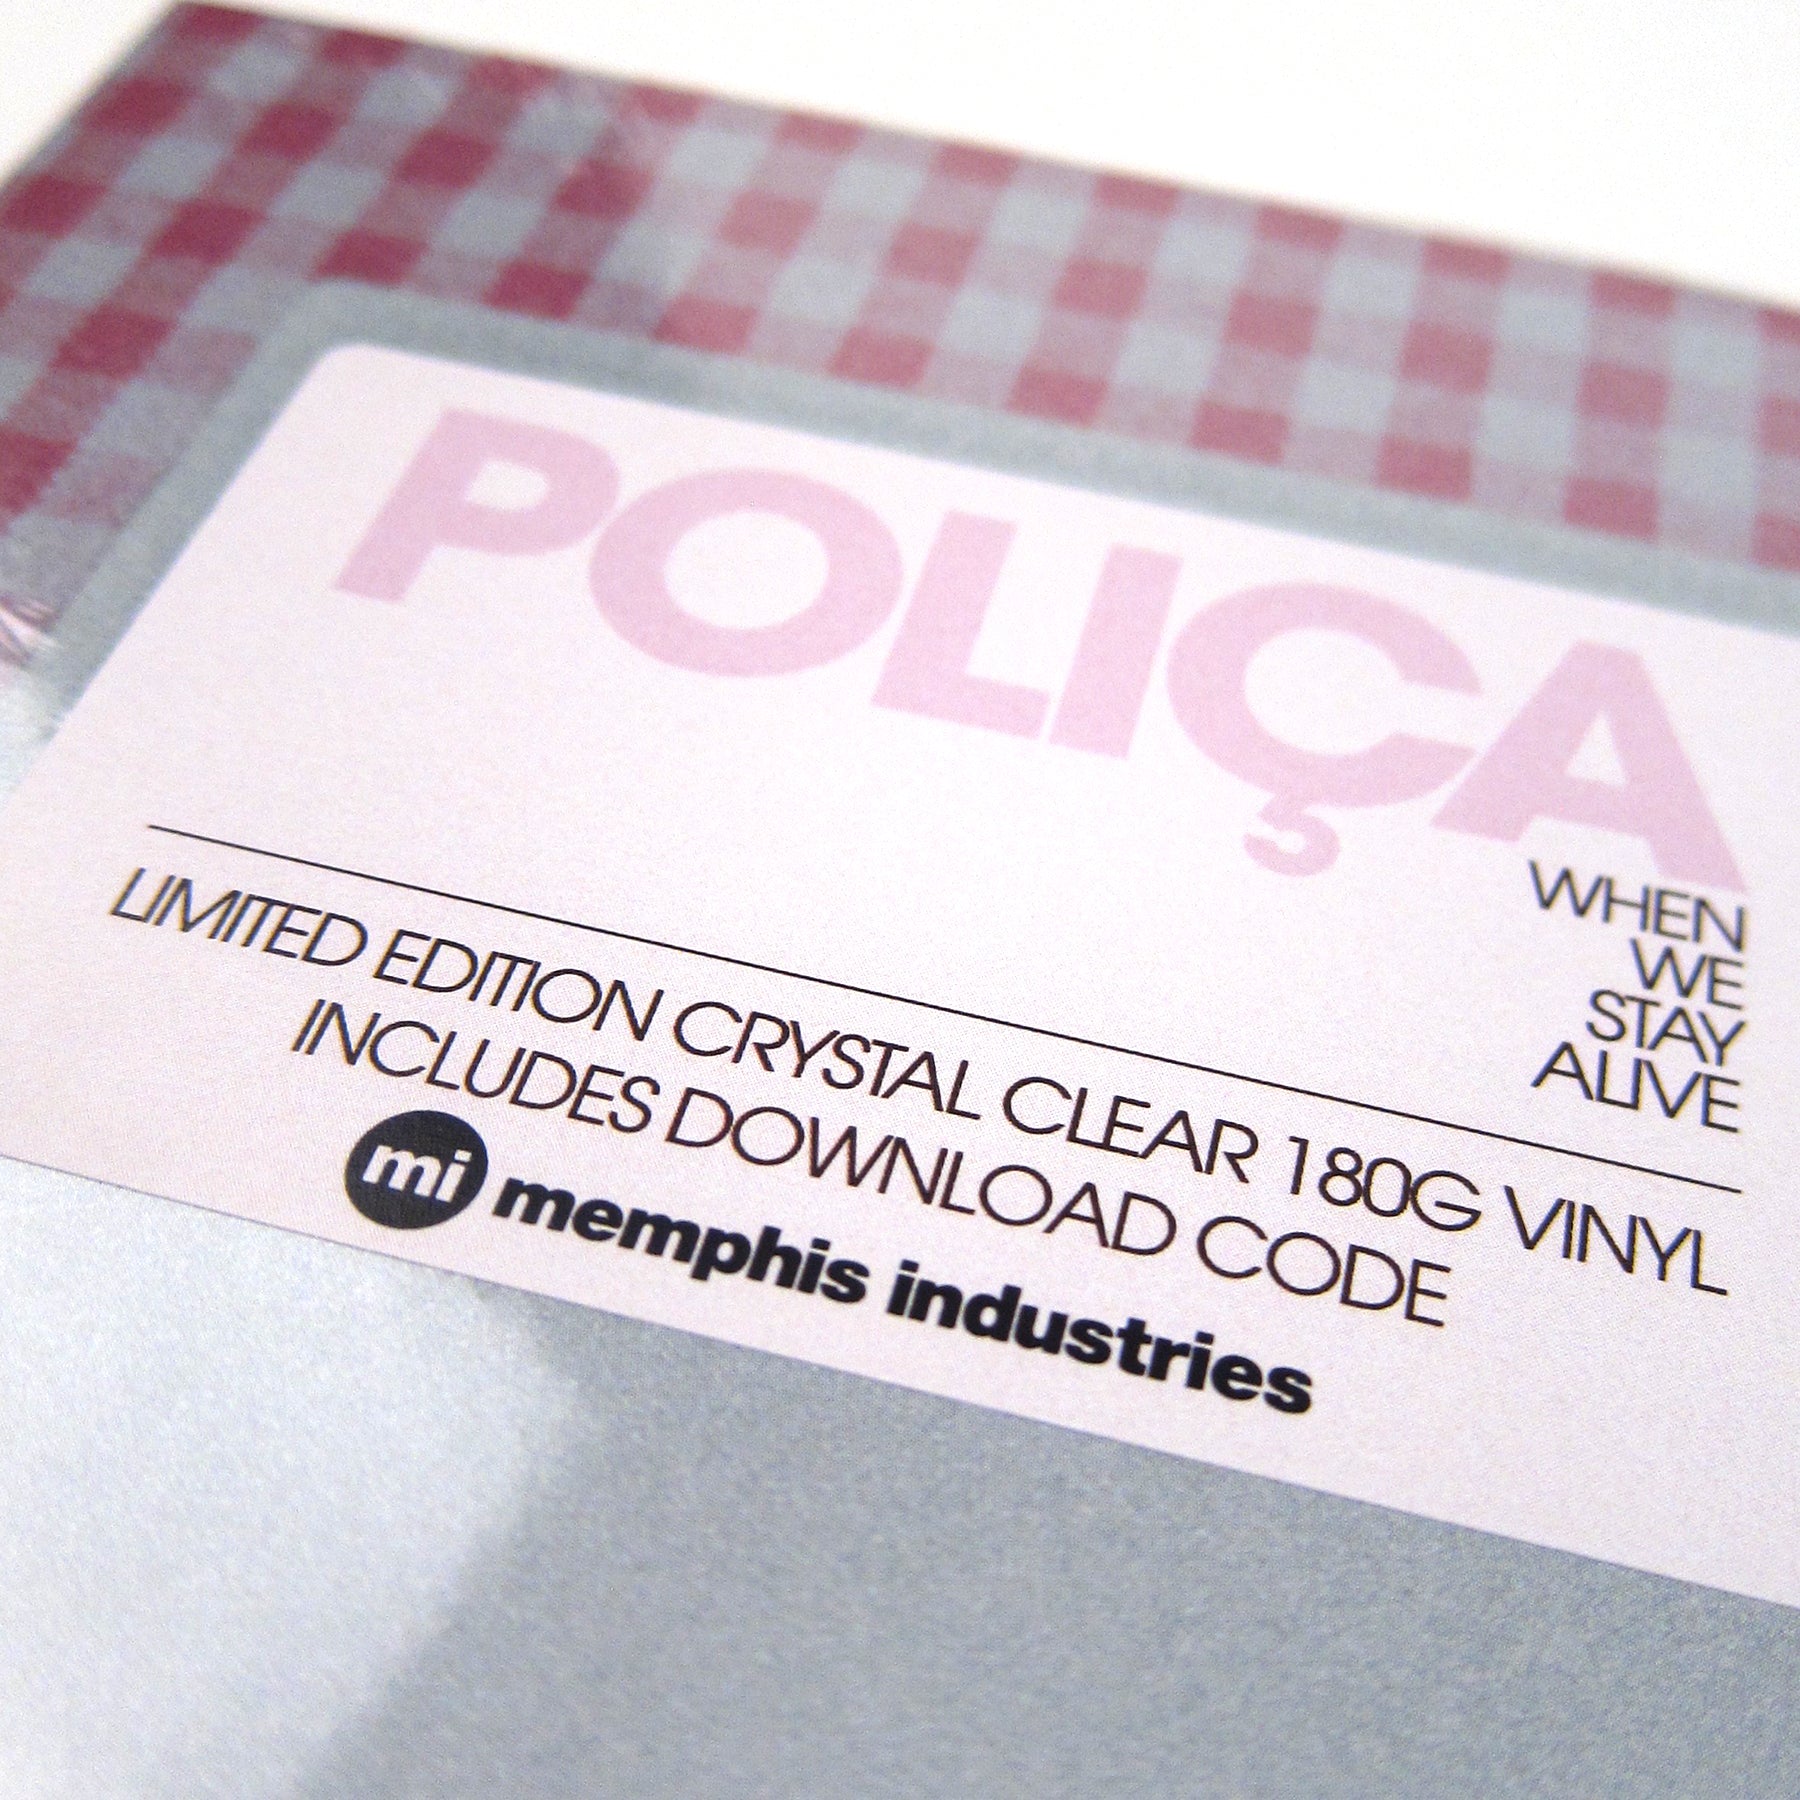 POLIÇA
WHEN
WE
STAY
ALIVE
LIMITED EDITION CRYSTAL CLEAR 180G VINYL
INCLUDES DOWNLOAD CODE
mi memphis industries